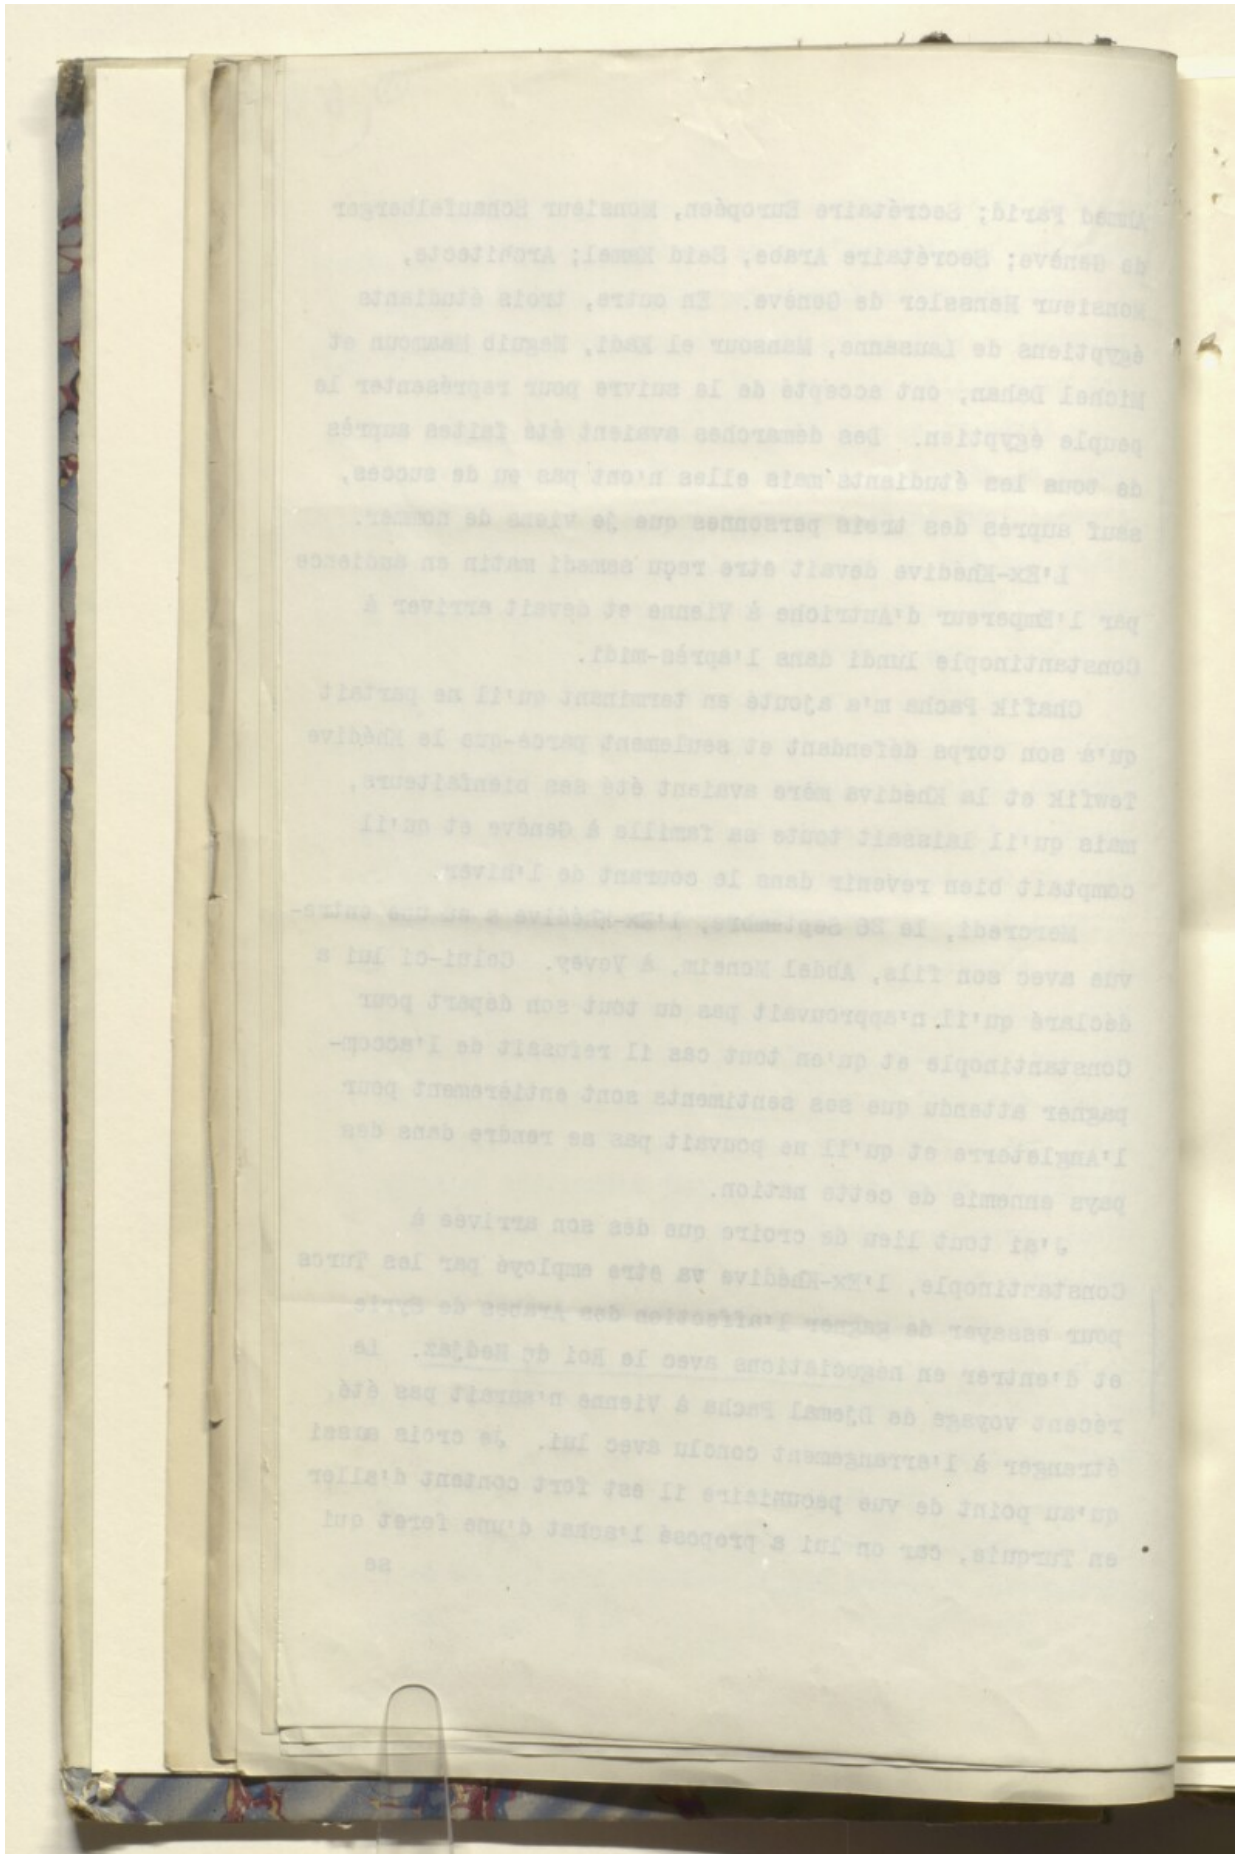 Ahmed Farid; Secrétaire Européen, Monsieur Schaufelberger
de Genève; Secrétaire Arabe, Seid Kamel; Architecte,
Monsieur Henssler de Genève. En outre, trois étudiants
égyptiens de Lausanne, Mansour el Kadi, Naguib Maamoun et
Michel Dahan, ont accepté de le suivre pour représenter le
peuple égyptien. Des démarches avaient été faites auprès
de tous les étudiants mais elles n'ont pas eu de succès,
sauf auprès des trois personnes que je viens de nommer.
L'Ex-Khédive devait etre reçu samedi matin en audience
par l'Empereur d'Autriche à Vienne et devait arriver à
Constantinople lundi dans l'après-midi.
Chafik Pacha m'a ajouté en terminant qu'il ne partait
qu'à son corps défendant et seulement parce-que le Khédive
Tewfik et la Khédiva mère avaient été ses bienfaiteurs,
mais qu'il laissait toute sa famille à Genève et qu'il
comptait bien revenir dans le courant de l'hiver.
Mercredi, le 26 Septembre, l'Ex-Khédive a eu une entre-
vue avec son fils, Abdel Moneim, à Vevey. Celui-ci lui a
déclaré qu'il n'approuvait pas du tout son départ pour
Constantinople et qu'en tout cas il refusait de l'accom-
pagner attendu que ses sentiments sont entièrement pour
l'Angleterre et qu'il ne pouvait pas se rendre dans des
pays ennemis de cette nation.
J'ai tout lieu de croire que dès son arrivée à
Constantinople, l'Ex-Khédive va etre employé par les Turcs
pour essayer de gagner l'affection des Arabes de Syrie
et d'entrer en négociations avec le Roi du Hedjaz. Le
récent voyage de Djemal Pacha à Vienne n'aurait pas été
étranger à l'arrangement conclu avec lui. Je crois aussi
qu'au point de vue pecuniaire il est fort content d'aller
en Turquie, car on lui a proposé l'achat d'une foret qui
se